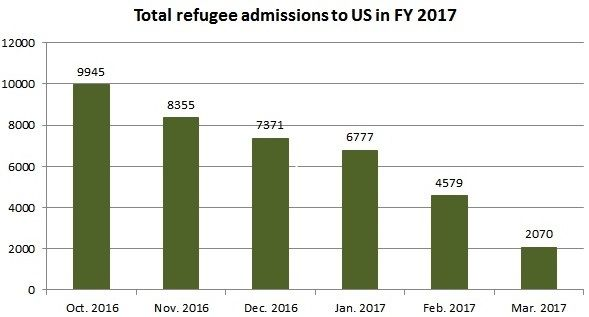 Total refugee admissions to US in FY 2017
12000
10000
8000
6000
4000
2000
0
9945
8355
7371
6777
4579
2070
Oct. 2016
Nov. 2016
Dec. 2016
Jan. 2017
Feb. 2017
Mar. 2017